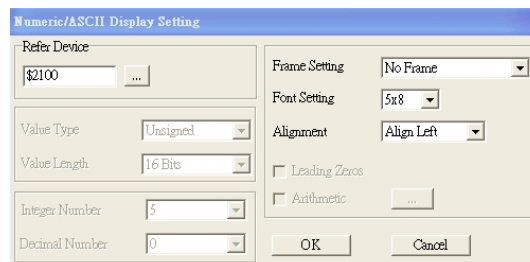 Numeric/ASCII Display Setting
Refer Device
$2100
...
Value Type
Unsigned
Value Length
16 Bits
Integer Number
5
Decimal Number
0
Frame Setting
No Frame
Font Setting
5x8
Alignment
Align Left
Leading Zeros
Arithmetic
...
OK
Cancel